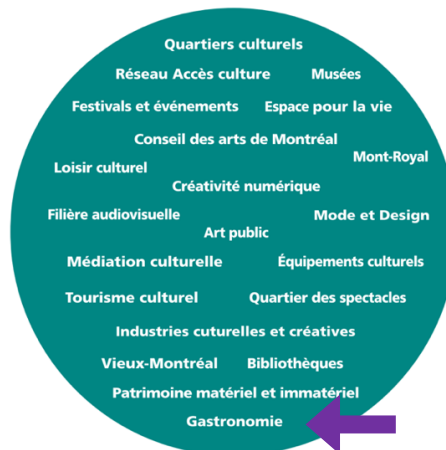 Quartiers culturels
Réseau Accès culture Musées
Festivals et événements Espace pour la vie
Conseil des arts de Montréal
Mont-Royal
Loisir culturel
Créativité numérique
Filière audiovisuelle Mode et Design
Art public
Médiation culturelle Équipements culturels
Tourisme culturel Quartier des spectacles
Industries cuturelles et créatives
Vieux-Montréal Bibliothèques
Patrimoine matériel et immatériel
Gastronomie